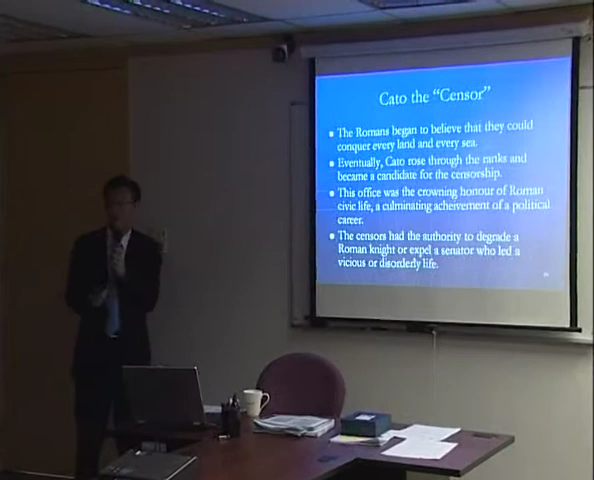 Cato the “Censor”
The Romans began to believe that they could
conquer every land and every sea.
Eventually, Cato rose through the ranks and
became a candidate for the censorship.
This office was the crowning honour of Roman
civic life, a culminating acheivement of a political
career.
The censors had the authority to degrade a
Roman knight or expel a senator who led a
vicious or disorderly life.